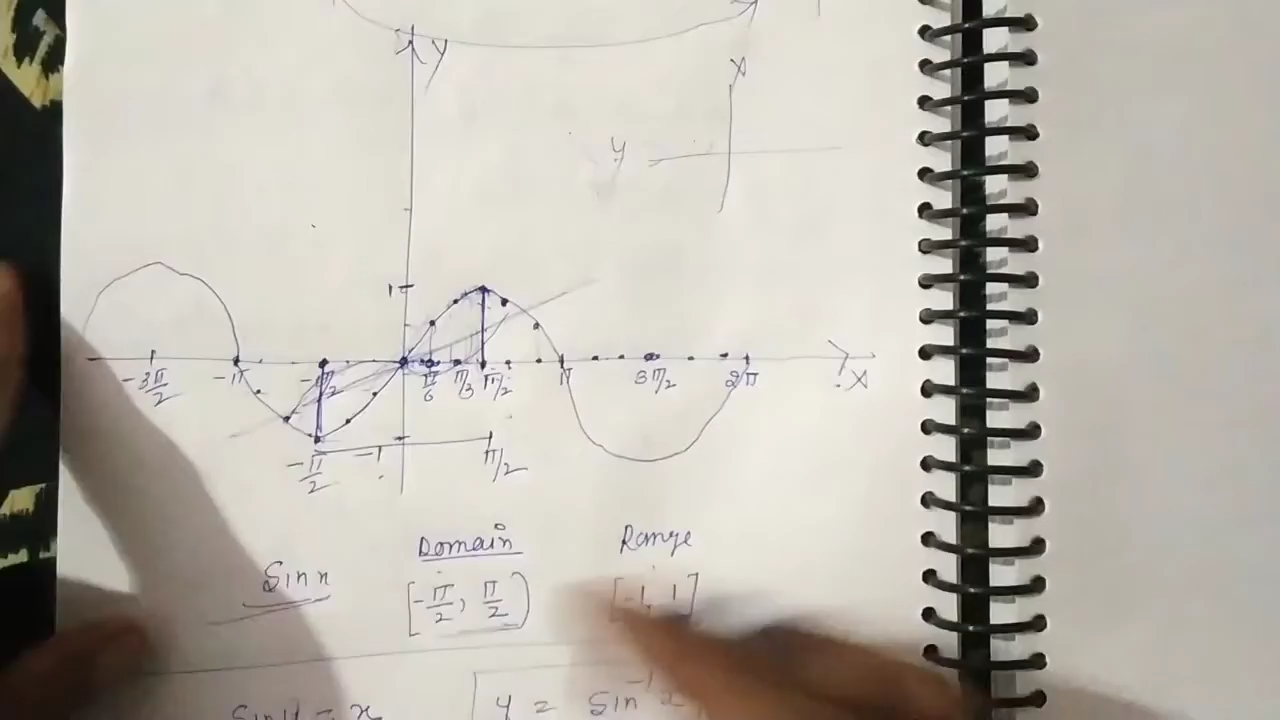 y
x
y
1
-3π/2 -π -π/2 π/6 π/3 π/2 π 3π/2 2π x
-π/2 -1 π/2
Domain Range
Sin x [-π/2, π/2) [-1, 1]
Sin y = x y = Sin⁻¹ x